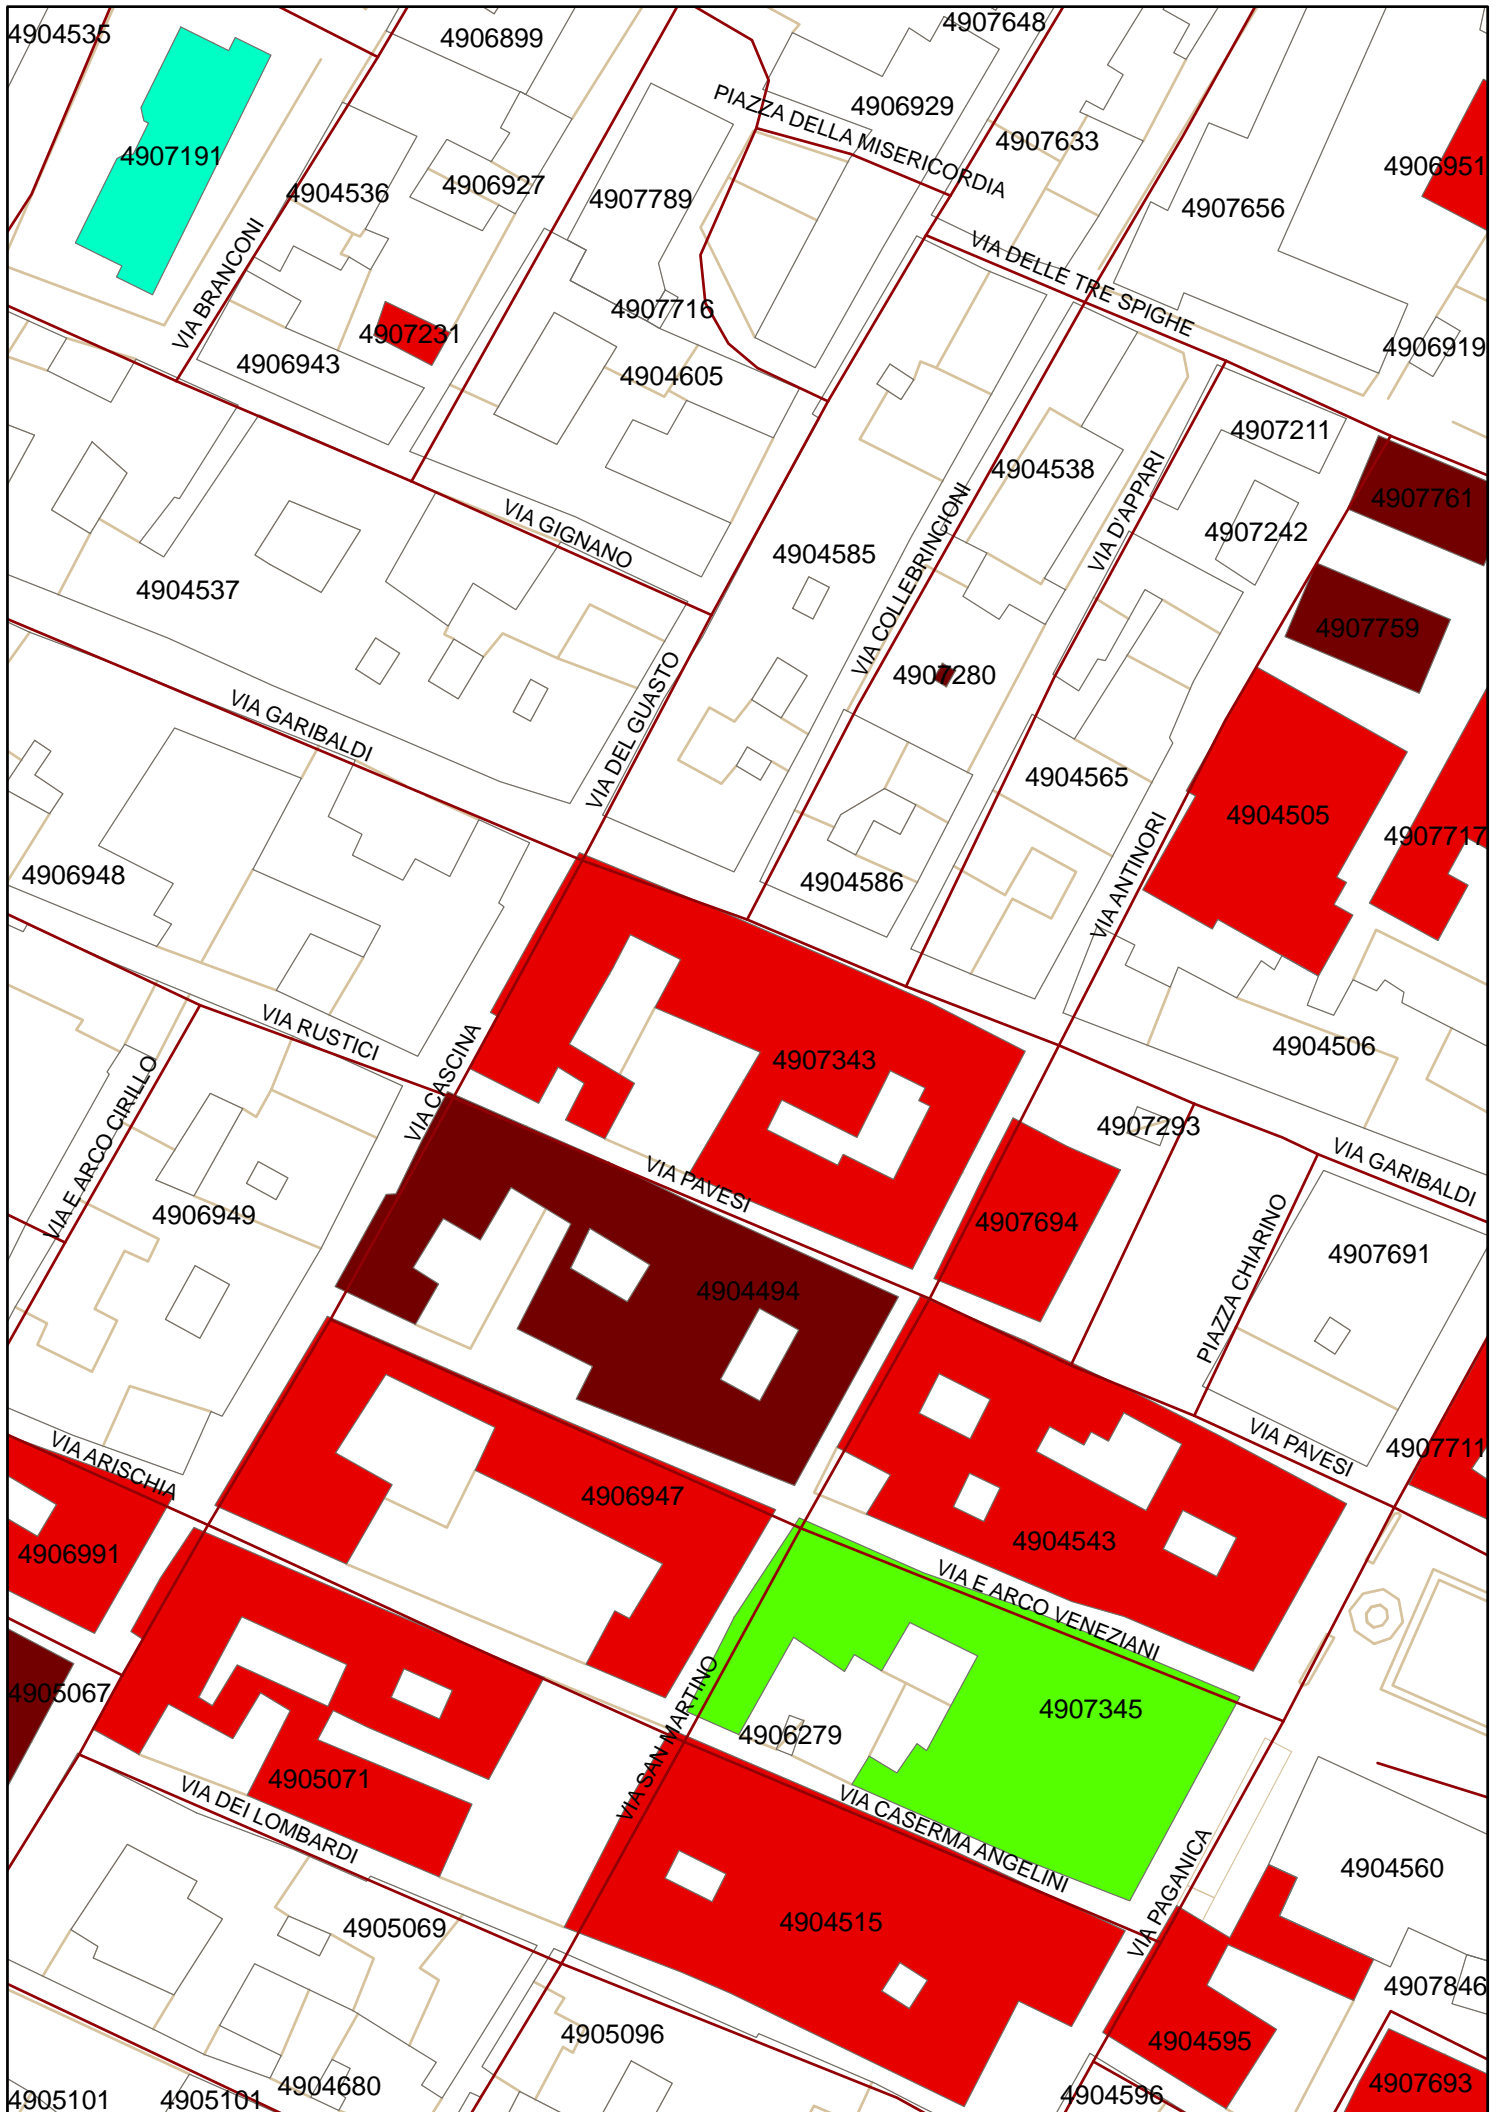 4904535
4906899
4907648
4907191
PIAZZA DELLA MISERICORDIA
4906929
4907633
4906951
4904536
4906927
4907789
4907656
VIA BRANCONI
VIA DELLE TRE SPIGHE
4907716
4907231
4906943
4904605
4906919
4907211
4904538
4907761
VIA D'APPARI
4907242
VIA GIGNANO
VIA COLLEBRINCIONI
4904585
4904537
4907759
4907280
VIA GARIBALDI
VIA DEL GUASTO
4904565
4904505
4907717
4906948
4904586
VIA ANTINORI
VIA RUSTICI
VIA CASCINA
4907343
4904506
VIA E ARCO CIRILLO
4907293
VIA GARIBALDI
VIA PAVESI
4906949
4907694
4907691
PIAZZA CHIARINO
4904494
VIA ARISCHIA
VIA PAVESI
4907711
4906947
4904543
4906991
VIA E ARCO VENEZIANI
4905067
4907345
VIA SAN MARTINO
4906279
4905071
VIA DEI LOMBARDI
VIA CASERMA ANGELINI
VIA PAGANICA
4904560
4904515
4905069
4907846
4905096
4904595
4904680
4907693
4905101
4905101
4904596